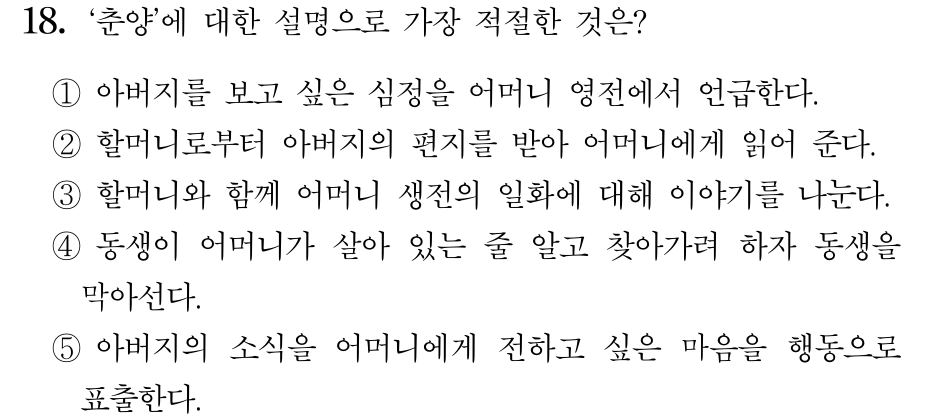 18. ‘춘양’에 대한 설명으로 가장 적절한 것은?
① 아버지를 보고 싶은 심정을 어머니 영전에서 언급한다.
② 할머니로부터 아버지의 편지를 받아 어머니에게 읽어 준다.
③ 할머니와 함께 어머니 생전의 일화에 대해 이야기를 나눈다.
④ 동생이 어머니가 살아 있는 줄 알고 찾아가려 하자 동생을
막아선다.
⑤ 아버지의 소식을 어머니에게 전하고 싶은 마음을 행동으로
표출한다.